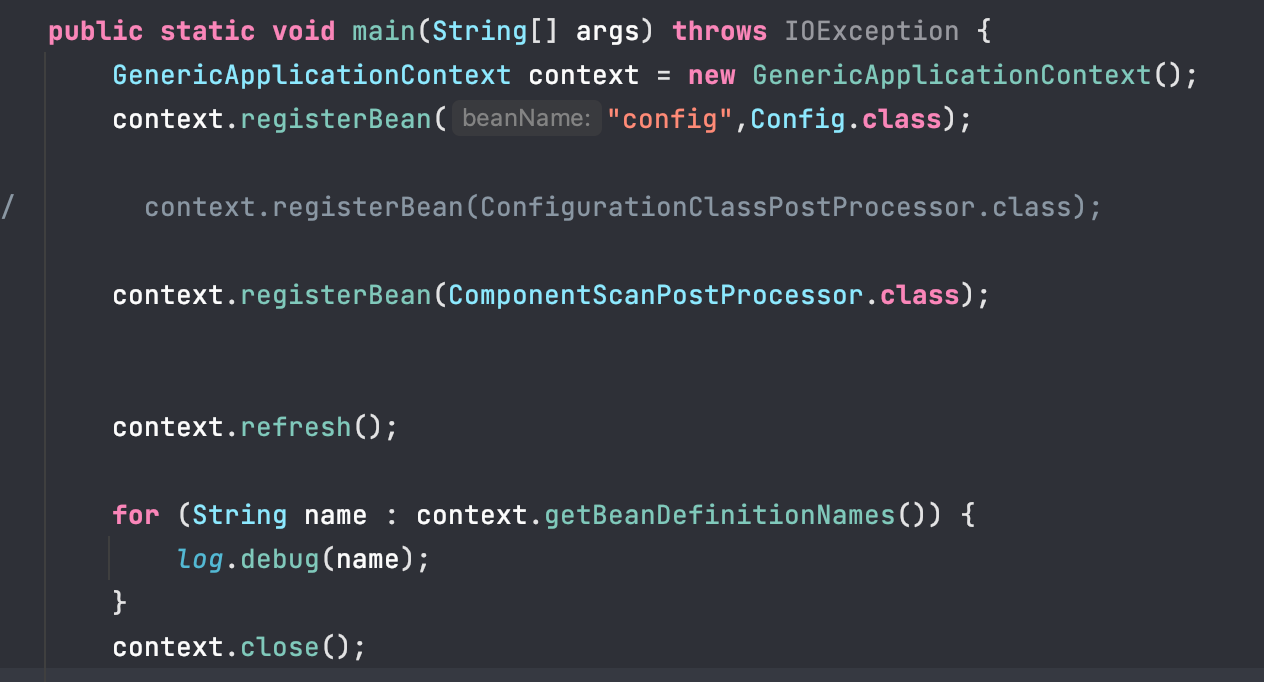 public static void main(String[] args) throws IOException {
GenericApplicationContext context = new GenericApplicationContext();
context.registerBean( beanName: "config",Config.class);
/ context.registerBean(ConfigurationClassPostProcessor.class);
context.registerBean(ComponentScanPostProcessor.class);
context.refresh();
for (String name : context.getBeanDefinitionNames()) {
log.debug(name);
}
context.close();